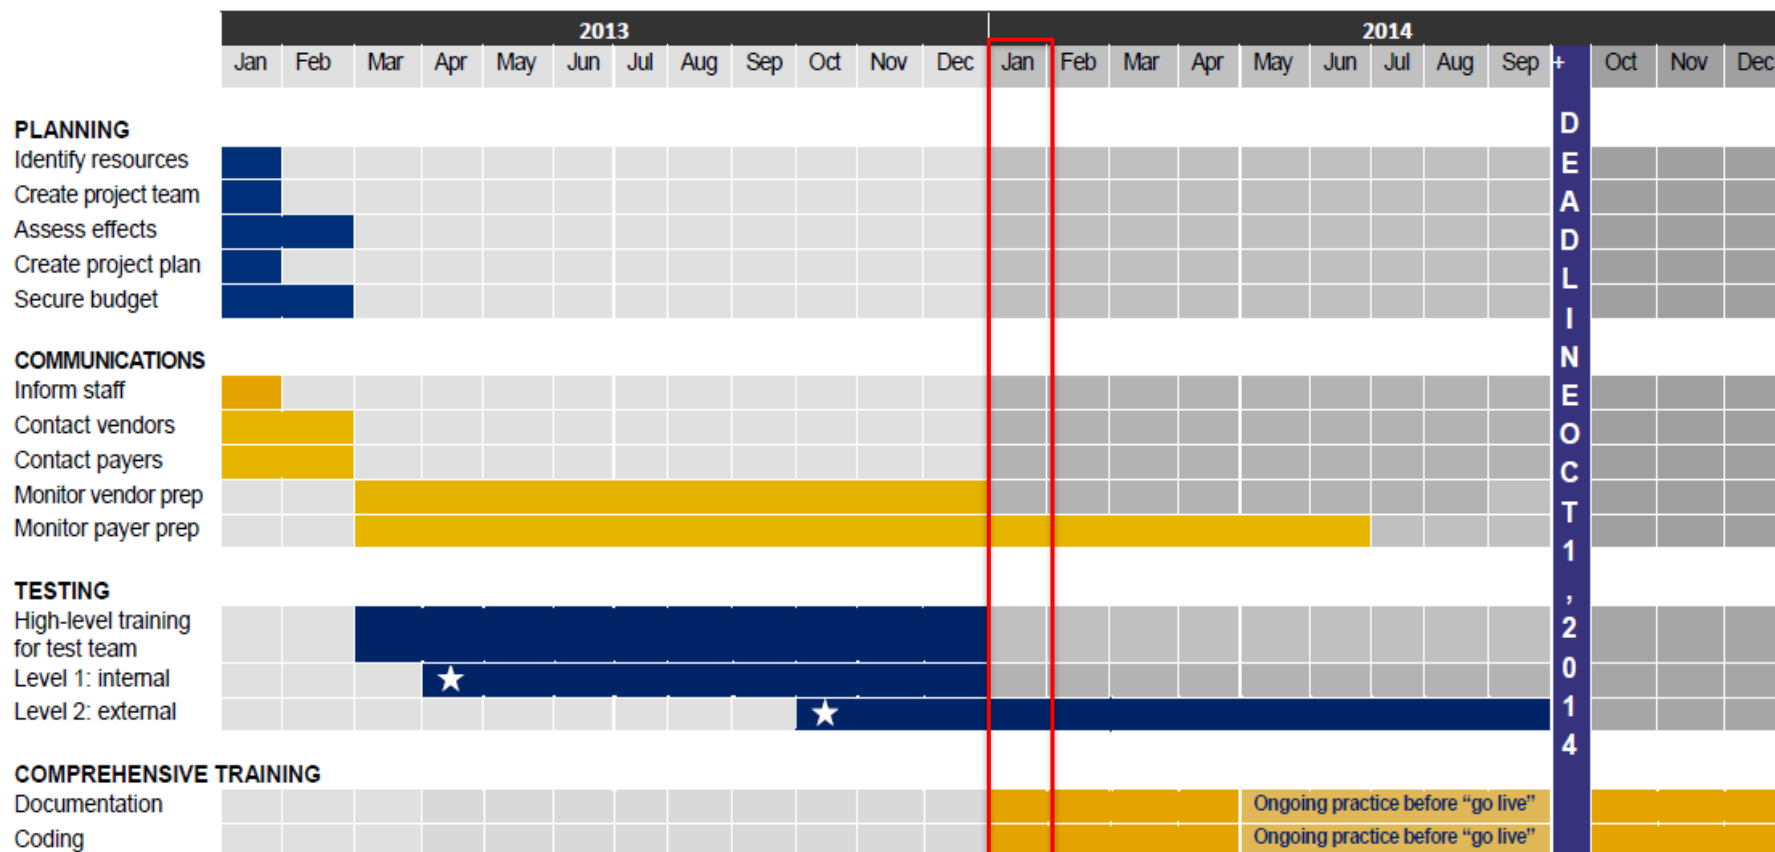 2013 2014
Jan Feb Mar Apr May Jun Jul Aug Sep Oct Nov Dec Jan Feb Mar Apr May Jun Jul Aug Sep + Oct Nov Dec
PLANNING
Identify resources
Create project team
Assess effects
Create project plan
Secure budget
COMMUNICATIONS
Inform staff
Contact vendors
Contact payers
Monitor vendor prep
Monitor payer prep
TESTING
High-level training
for test team
Level 1: internal
Level 2: external
COMPREHENSIVE TRAINING
Documentation Ongoing practice before “go live”
Coding Ongoing practice before “go live”
DEADLINE OCT 1, 2014